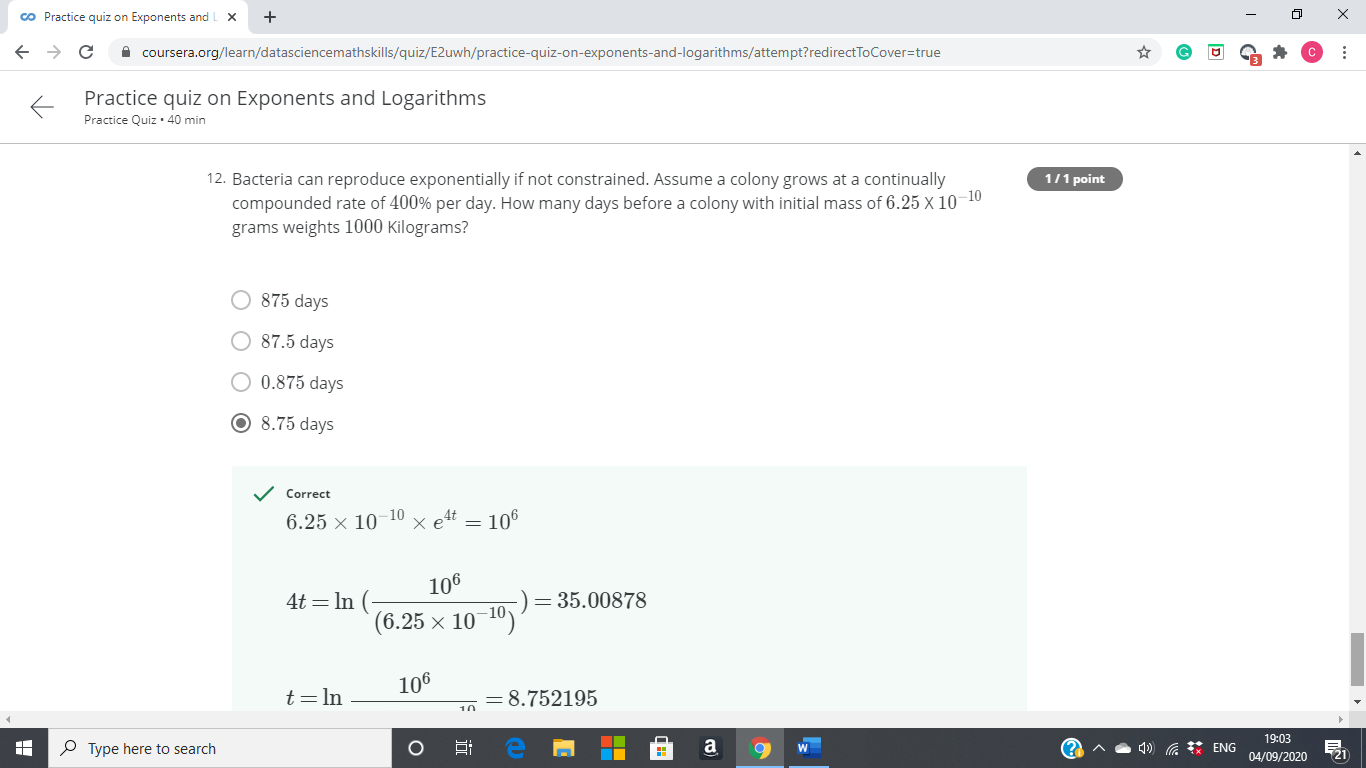 Practice quiz on Exponents and L
coursera.org/learn/datasciencemathskills/quiz/E2uwh/practice-quiz-on-exponents-and-logarithms/attempt?redirectToCover=true
G
3
C
Practice quiz on Exponents and Logarithms
Practice Quiz • 40 min
12. Bacteria can reproduce exponentially if not constrained. Assume a colony grows at a continually
compounded rate of 400% per day. How many days before a colony with initial mass of 6.25 X 10⁻¹⁰
grams weights 1000 Kilograms?
1 / 1 point
875 days
87.5 days
0.875 days
8.75 days
Correct
6.25 × 10⁻¹⁰ × e⁴ᵗ = 10⁶
4t = ln (10⁶ / (6.25 × 10⁻¹⁰)) = 35.00878
t = ln 10⁶ / = 8.752195
Type here to search
ENG
19:03
04/09/2020
21